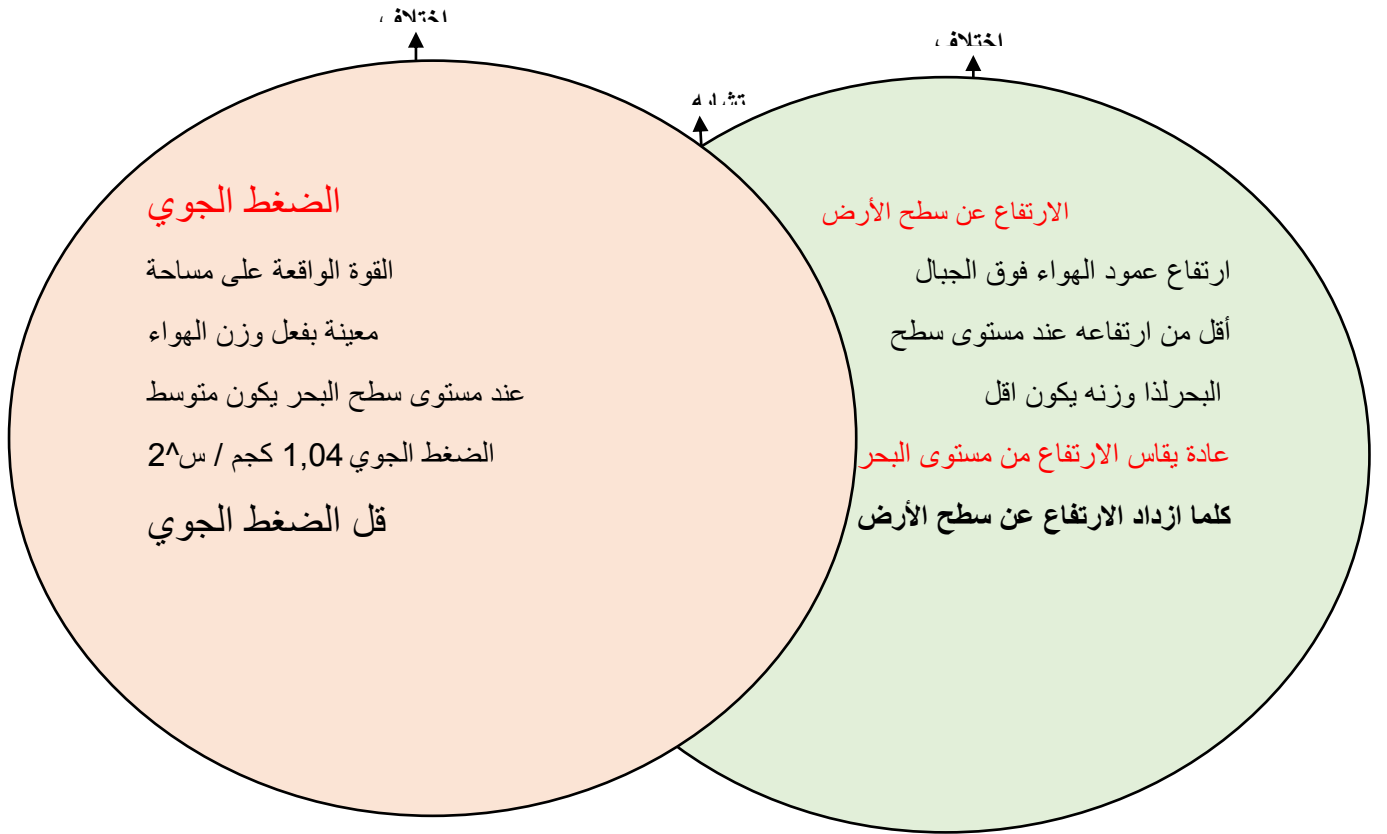 اختلاف
اختلاف
تشابه
الارتفاع عن سطح الأرض
ارتفاع عمود الهواء فوق الجبال
أقل من ارتفاعه عند مستوى سطح
البحرلذا وزنه يكون اقل
عادة يقاس الارتفاع من مستوى البحر
كلما ازداد الارتفاع عن سطح الأرض
الضغط الجوي
القوة الواقعة على مساحة
معينة بفعل وزن الهواء
عند مستوى سطح البحر يكون متوسط
الضغط الجوي 1,04 كجم / س^2
قل الضغط الجوي